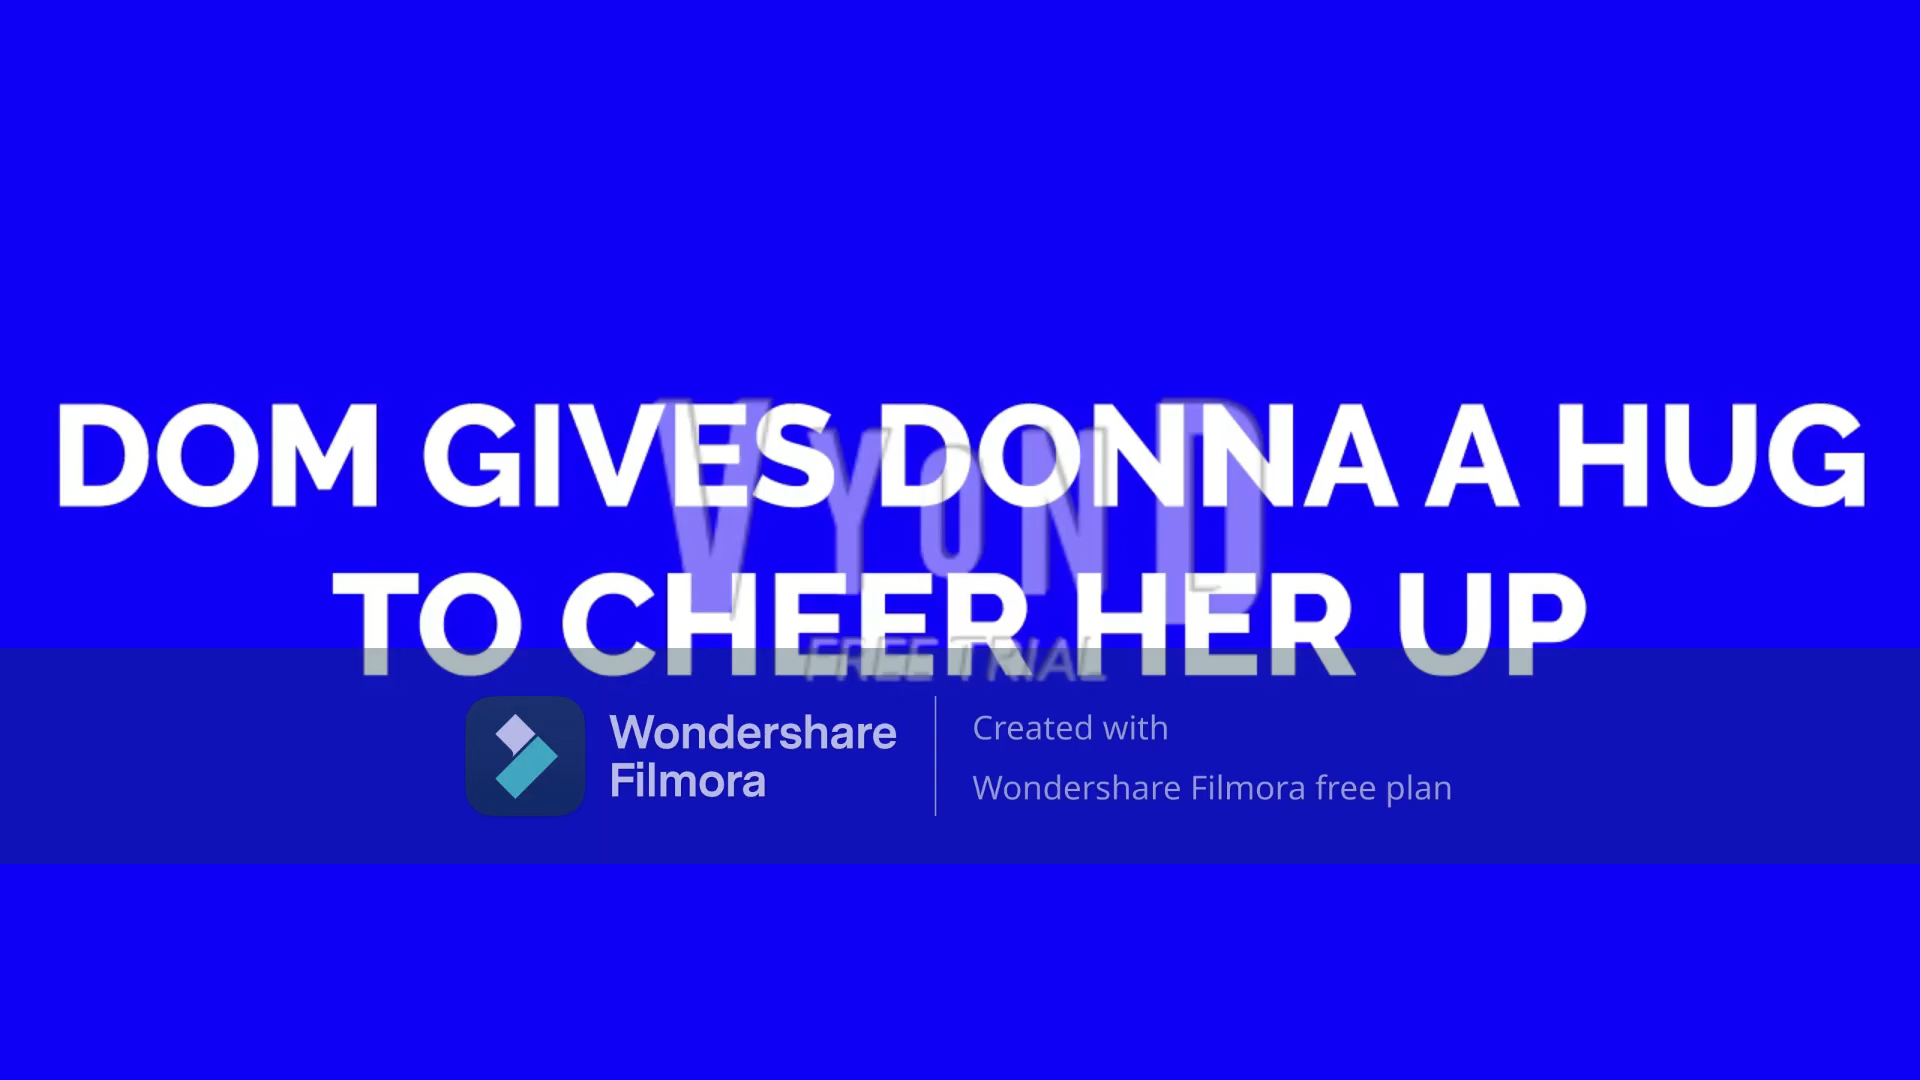 DOM GIVES DONNA A HUG
TO CHEER HER UP
VYOND
FREE TRIAL
Wondershare
Filmora
Created with
Wondershare Filmora free plan